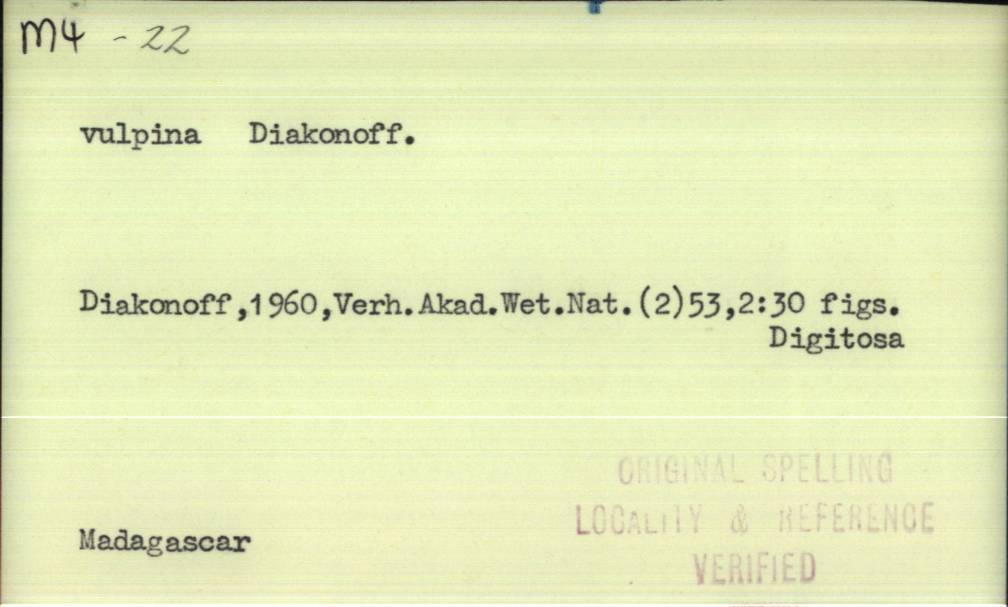 M4 - 22
vulpina Diakonoff.
Diakonoff,1960,Verh.Akad.Wet.Nat.(2)53,2:30 figs.
Digitosa
Madagascar
ORIGINAL SPELLING
LOCALITY & REFERENCE
VERIFIED